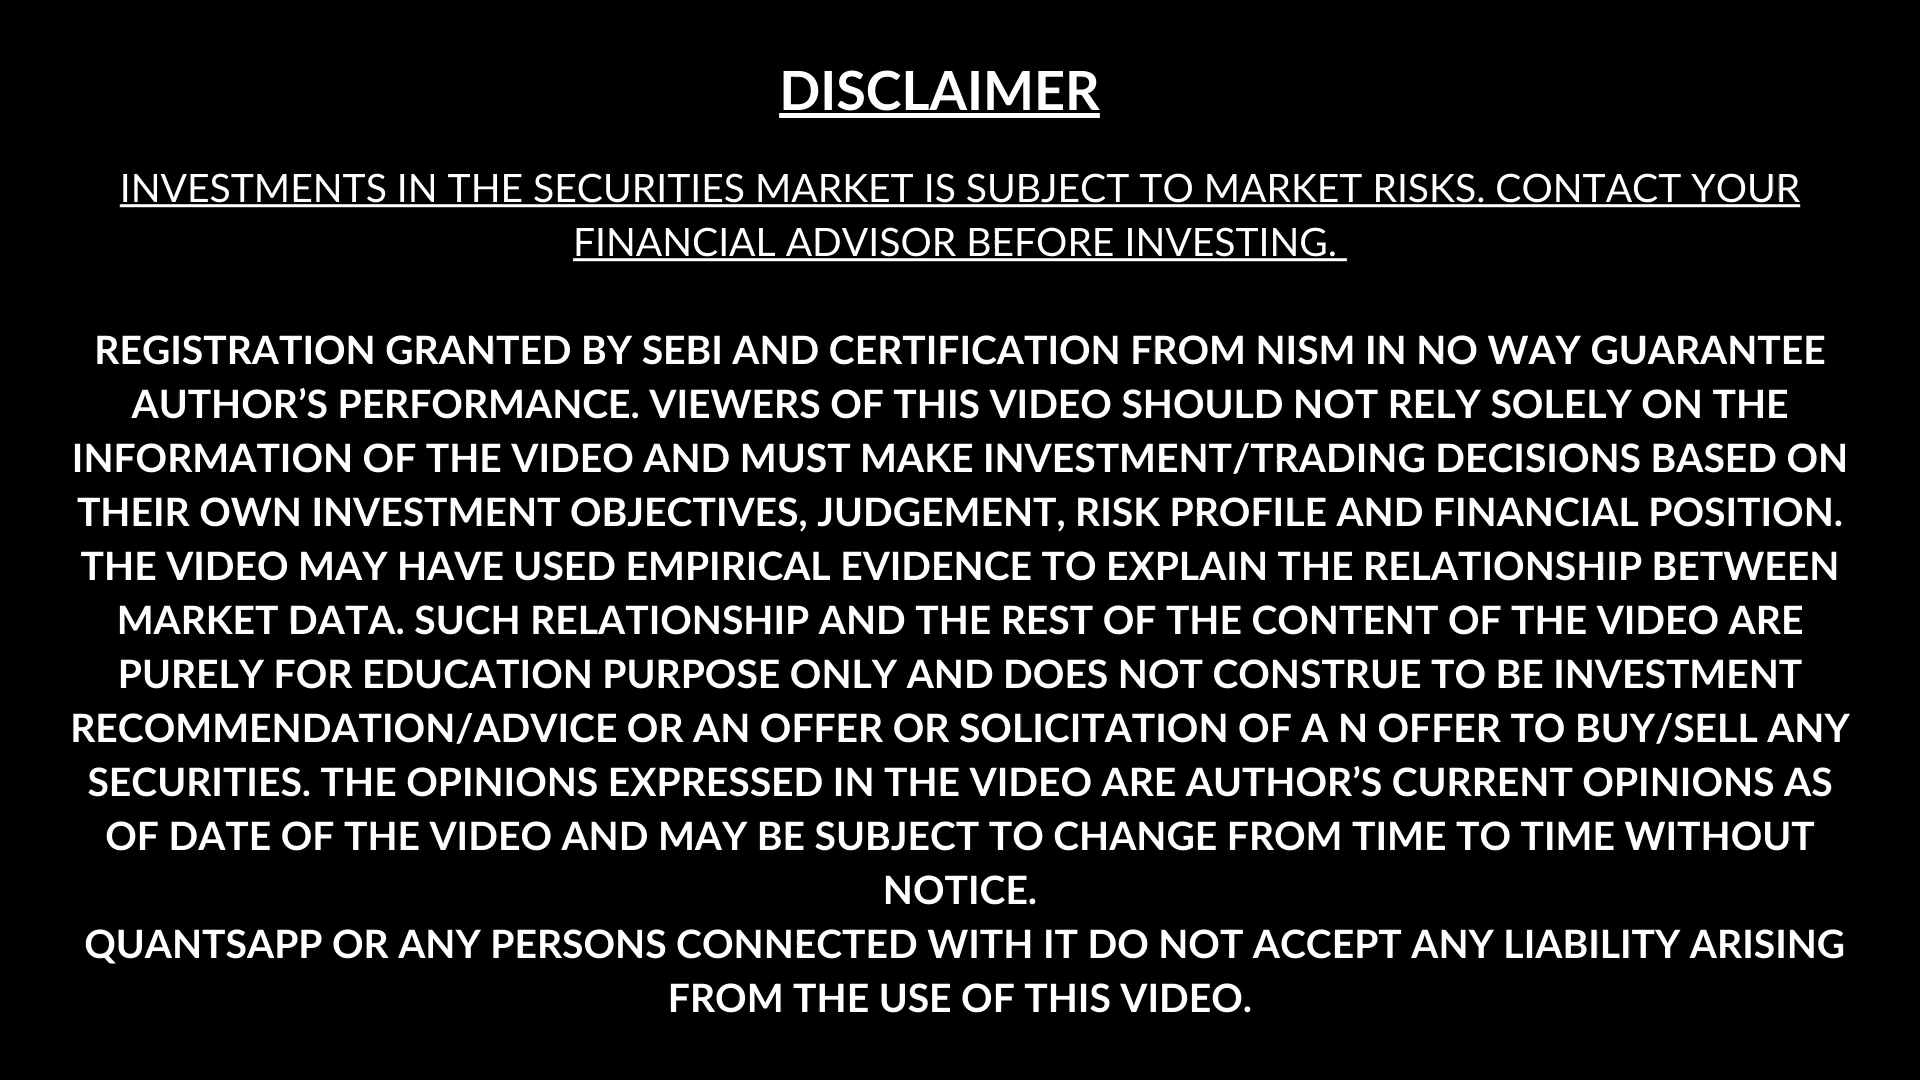 DISCLAIMER
INVESTMENTS IN THE SECURITIES MARKET IS SUBJECT TO MARKET RISKS. CONTACT YOUR
FINANCIAL ADVISOR BEFORE INVESTING.
REGISTRATION GRANTED BY SEBI AND CERTIFICATION FROM NISM IN NO WAY GUARANTEE
AUTHOR’S PERFORMANCE. VIEWERS OF THIS VIDEO SHOULD NOT RELY SOLELY ON THE
INFORMATION OF THE VIDEO AND MUST MAKE INVESTMENT/TRADING DECISIONS BASED ON
THEIR OWN INVESTMENT OBJECTIVES, JUDGEMENT, RISK PROFILE AND FINANCIAL POSITION.
THE VIDEO MAY HAVE USED EMPIRICAL EVIDENCE TO EXPLAIN THE RELATIONSHIP BETWEEN
MARKET DATA. SUCH RELATIONSHIP AND THE REST OF THE CONTENT OF THE VIDEO ARE
PURELY FOR EDUCATION PURPOSE ONLY AND DOES NOT CONSTRUE TO BE INVESTMENT
RECOMMENDATION/ADVICE OR AN OFFER OR SOLICITATION OF A N OFFER TO BUY/SELL ANY
SECURITIES. THE OPINIONS EXPRESSED IN THE VIDEO ARE AUTHOR’S CURRENT OPINIONS AS
OF DATE OF THE VIDEO AND MAY BE SUBJECT TO CHANGE FROM TIME TO TIME WITHOUT
NOTICE.
QUANTSAPP OR ANY PERSONS CONNECTED WITH IT DO NOT ACCEPT ANY LIABILITY ARISING
FROM THE USE OF THIS VIDEO.